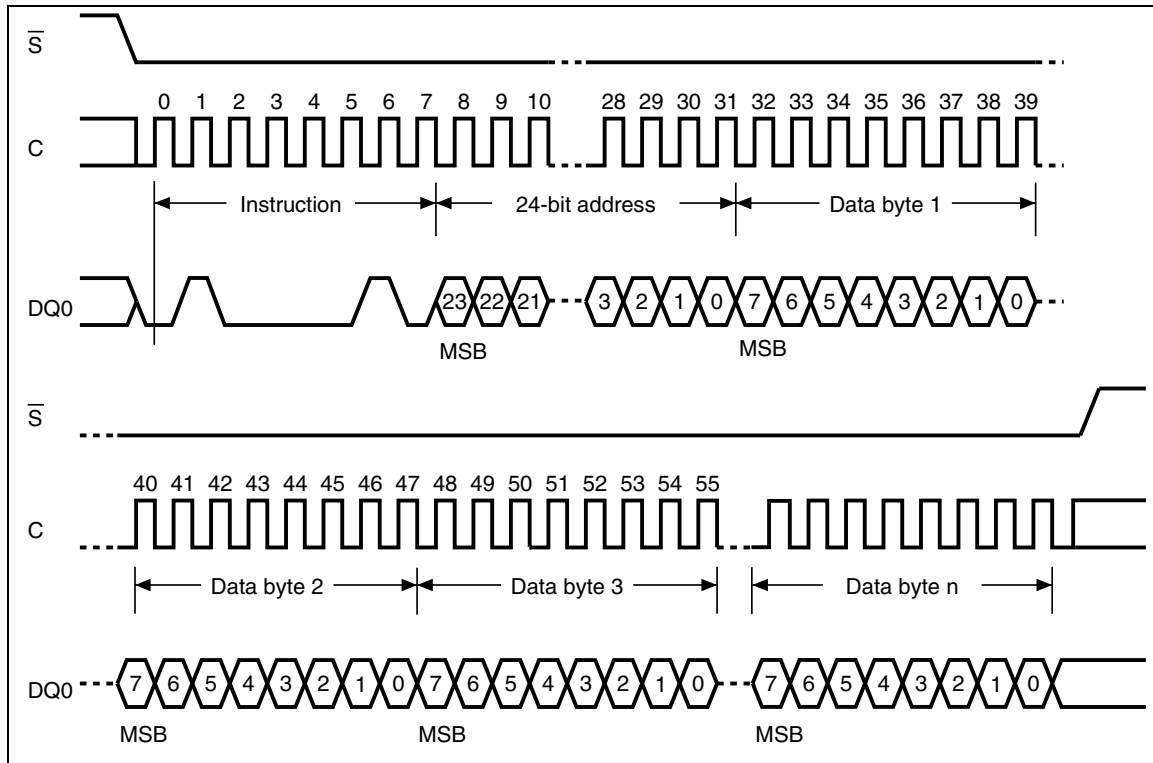 S̅
0 1 2 3 4 5 6 7 8 9 10 28 29 30 31 32 33 34 35 36 37 38 39
C
Instruction 24-bit address Data byte 1
DQ0 23 22 21 3 2 1 0 7 6 5 4 3 2 1 0
MSB MSB
S̅
40 41 42 43 44 45 46 47 48 49 50 51 52 53 54 55
C
Data byte 2 Data byte 3 Data byte n
DQ0 7 6 5 4 3 2 1 0 7 6 5 4 3 2 1 0 7 6 5 4 3 2 1 0
MSB MSB MSB